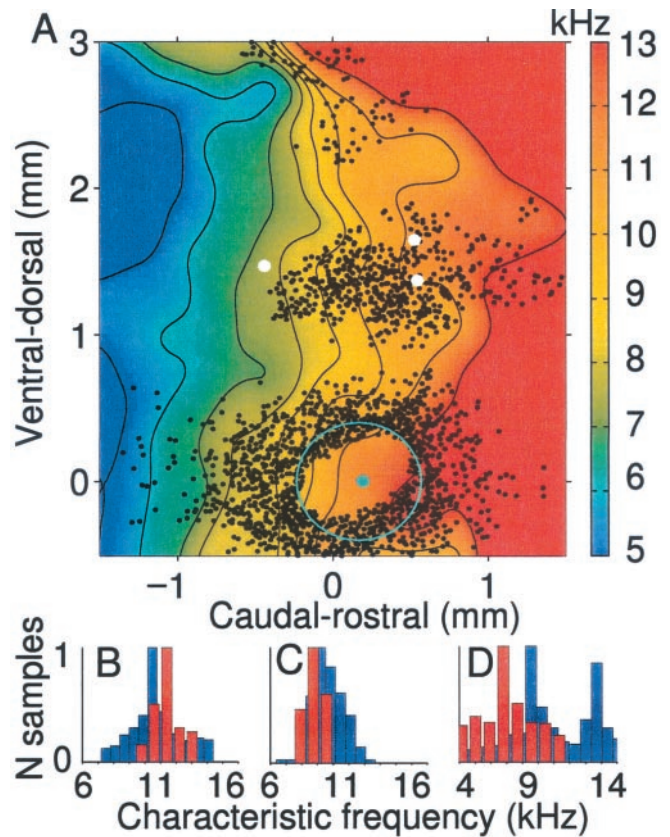 A
kHz
3
2
1
0
Ventral-dorsal (mm)
13
12
11
10
9
8
7
6
5
−1 0 1
Caudal-rostral (mm)
B C D
1
0
N samples
6 11 16 6 11 16 4 9 14
Characteristic frequency (kHz)